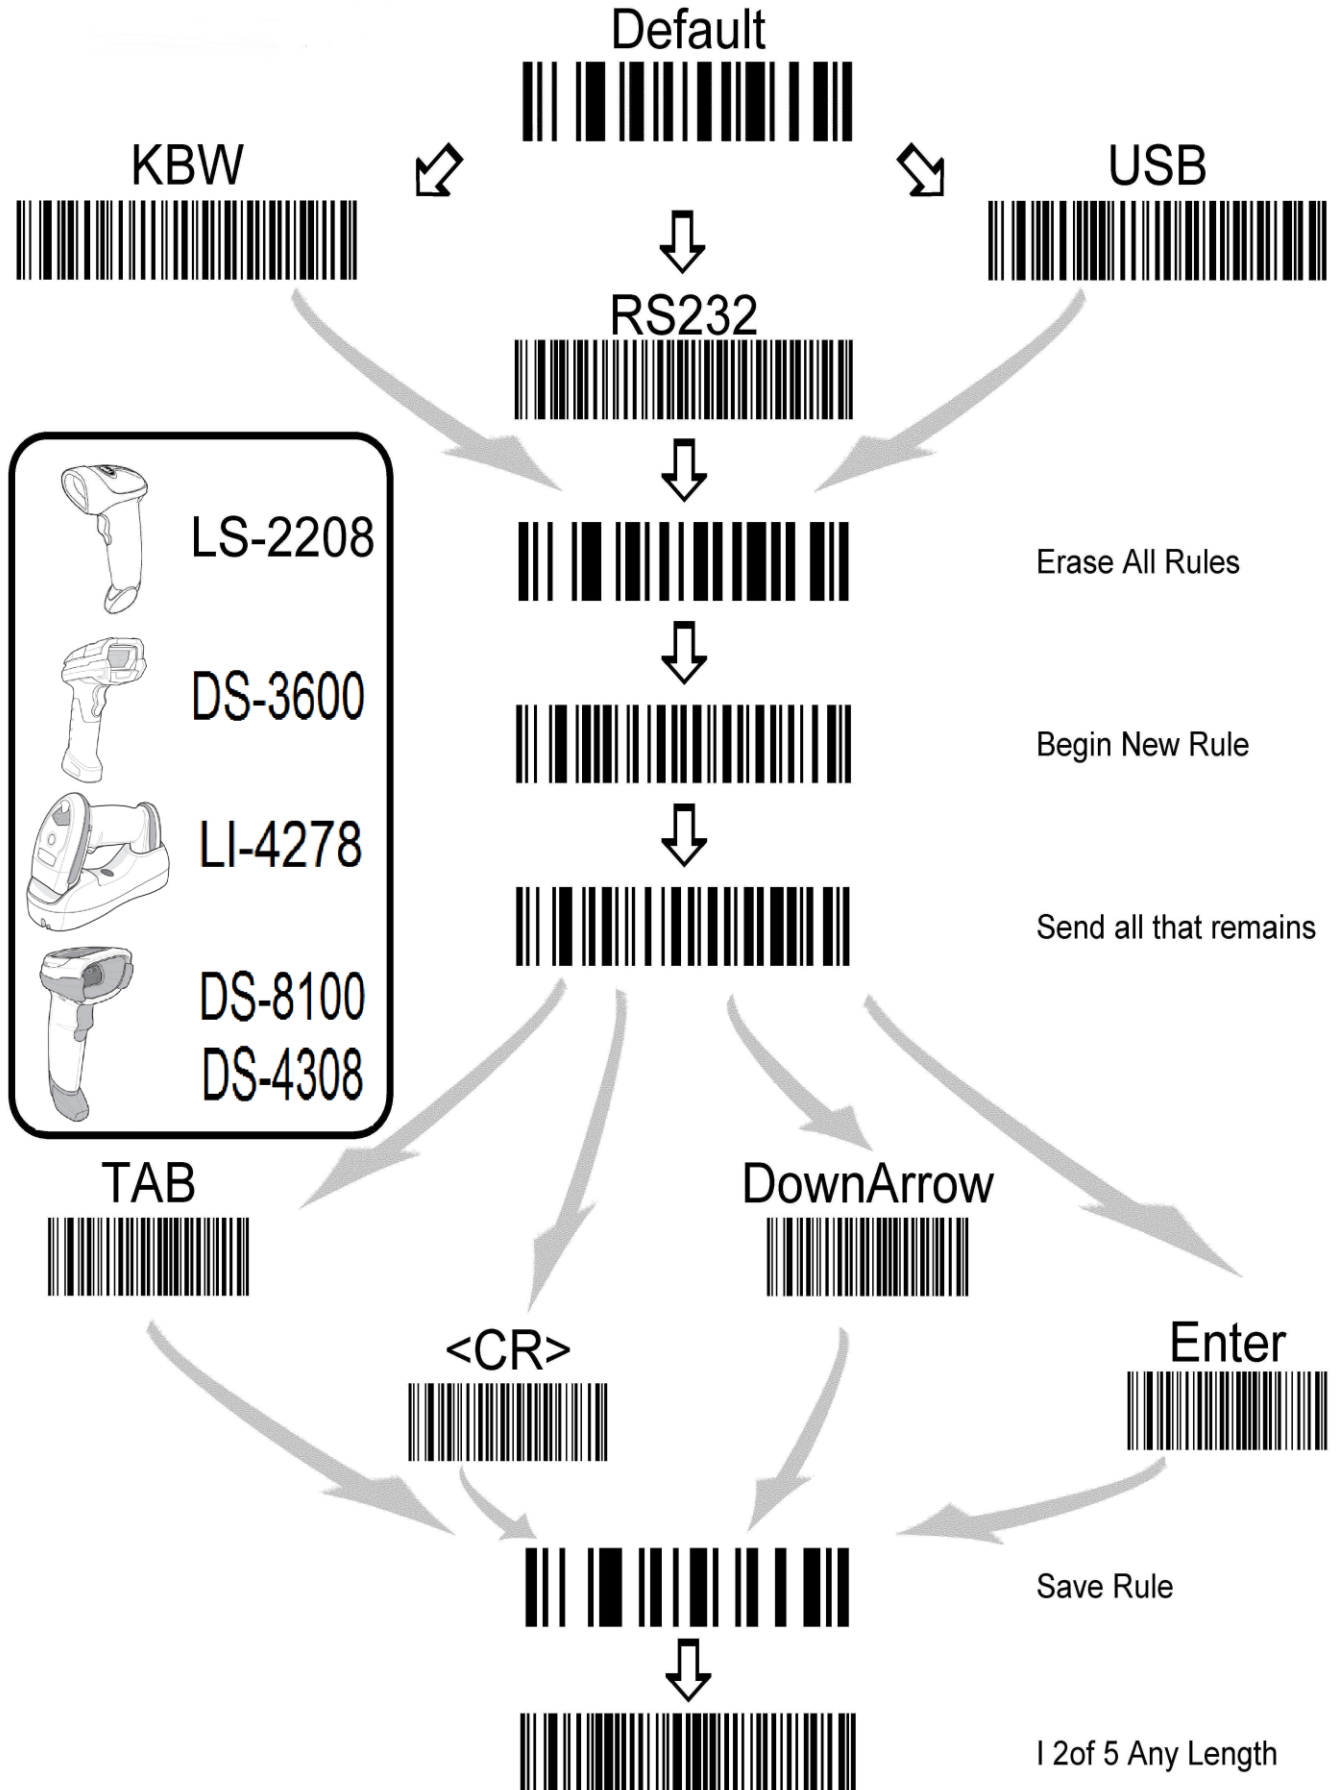 Default
KBW
USB
RS232
LS-2208
Erase All Rules
DS-3600
Begin New Rule
LI-4278
Send all that remains
DS-8100
DS-4308
TAB
DownArrow
<CR>
Enter
Save Rule
I 2of 5 Any Length